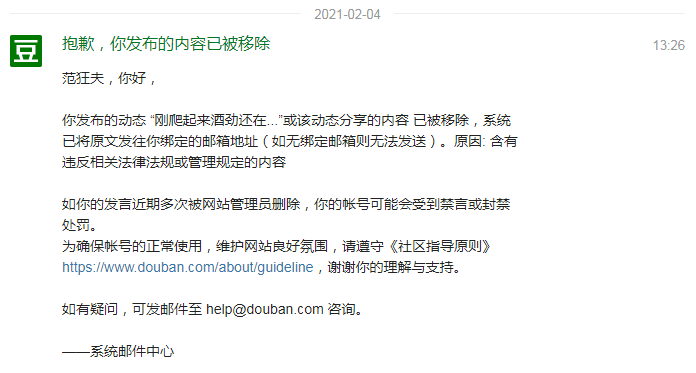 2021-02-04
豆
抱歉，你发布的内容已被移除
13:26
范狂夫，你好，
你发布的动态 “刚爬起来酒劲还在...”或该动态分享的内容 已被移除，系统
已将原文发往你绑定的邮箱地址（如无绑定邮箱则无法发送）。原因: 含有
违反相关法律法规或管理规定的内容
如你的发言近期多次被网站管理员删除，你的帐号可能会受到禁言或封禁
处罚。
为确保帐号的正常使用，维护网站良好氛围，请遵守《社区指导原则》
https://www.douban.com/about/guideline，谢谢你的理解与支持。
如有疑问，可发邮件至 help@douban.com 咨询。
——系统邮件中心